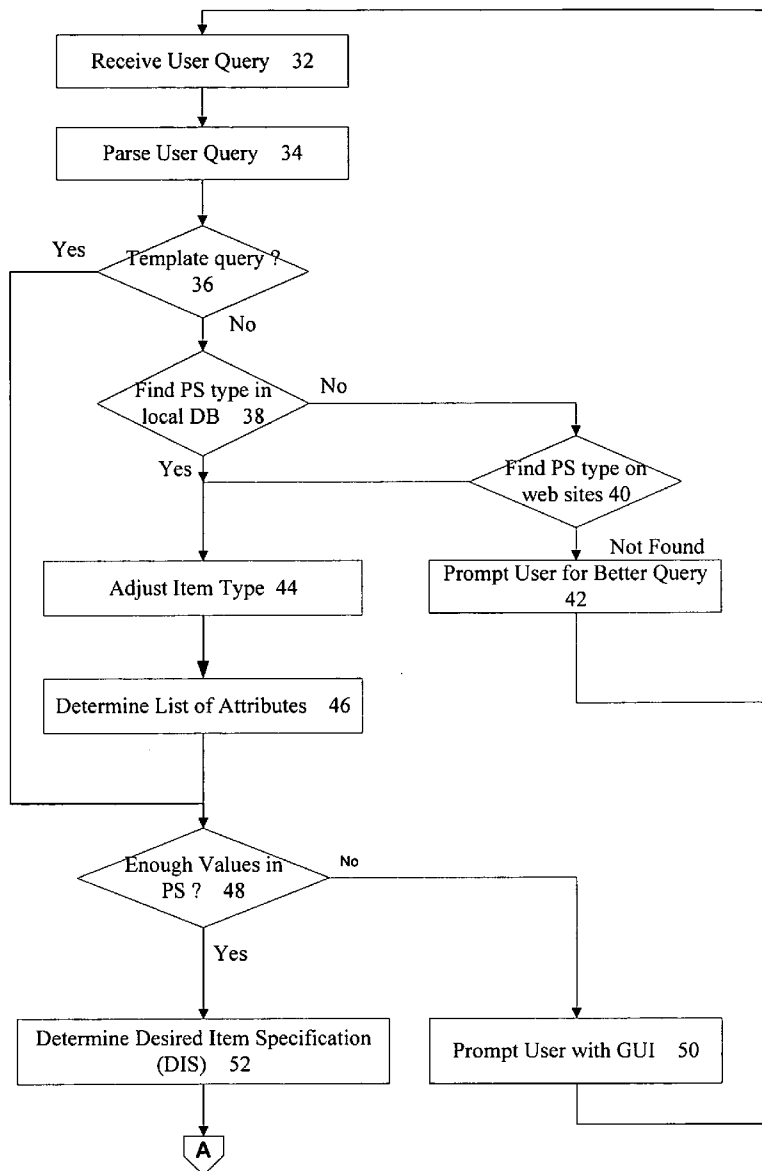 Receive User Query 32
Parse User Query 34
Yes
Template query ?
36
No
Find PS type in
local DB 38
No
Yes
Find PS type on
web sites 40
Not Found
Adjust Item Type 44
Prompt User for Better Query
42
Determine List of Attributes 46
Enough Values in
PS ? 48
No
Yes
Determine Desired Item Specification
(DIS) 52
Prompt User with GUI 50
A